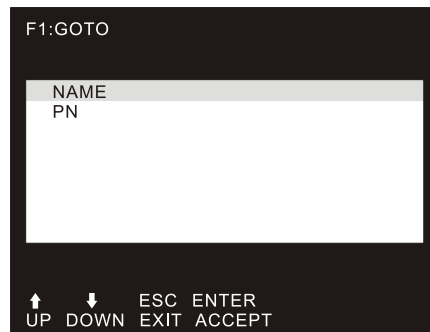 F1:GOTO
NAME
PN
ESC ENTER
UP DOWN EXIT ACCEPT